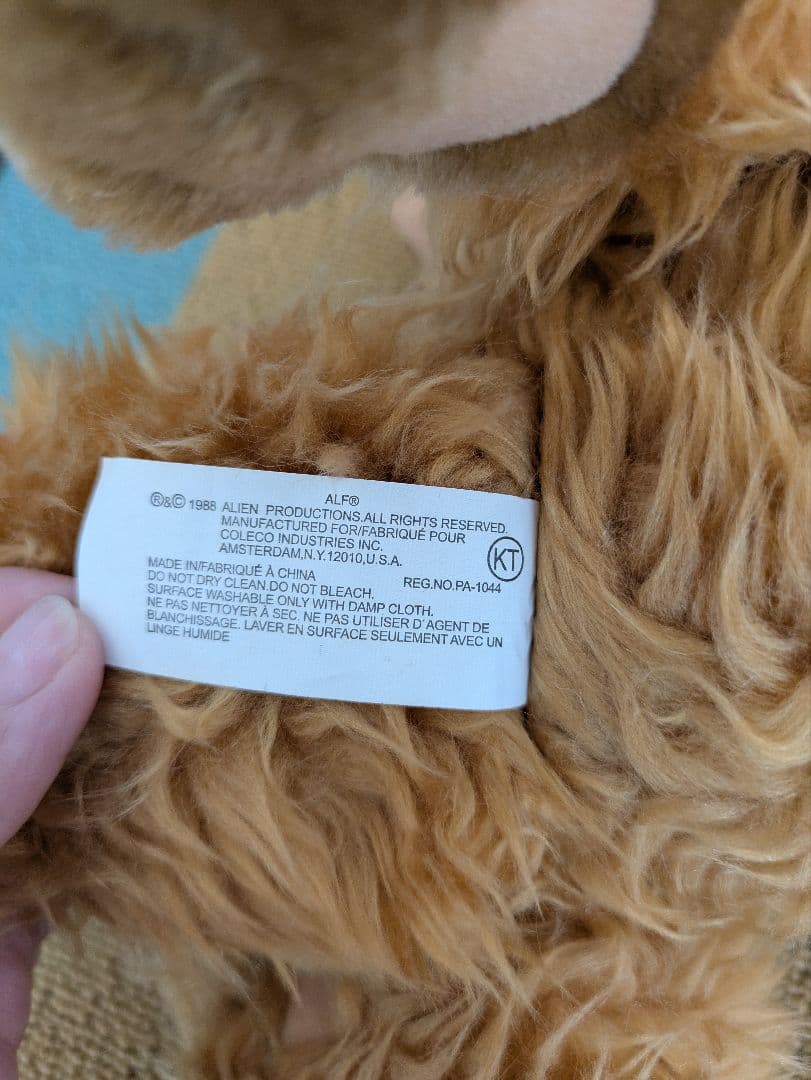 ALF®
®&© 1988 ALIEN PRODUCTIONS.ALL RIGHTS RESERVED.
MANUFACTURED FOR/FABRIQUÉ POUR
COLECO INDUSTRIES INC.
AMSTERDAM,N.Y.12010,U.S.A.
KT
MADE IN/FABRIQUÉ À CHINA
REG.NO.PA-1044
DO NOT DRY CLEAN.DO NOT BLEACH.
SURFACE WASHABLE ONLY WITH DAMP CLOTH.
NE PAS NETTOYER À SEC. NE PAS UTILISER D'AGENT DE
BLANCHISSAGE. LAVER EN SURFACE SEULEMENT AVEC UN
LINGE HUMIDE